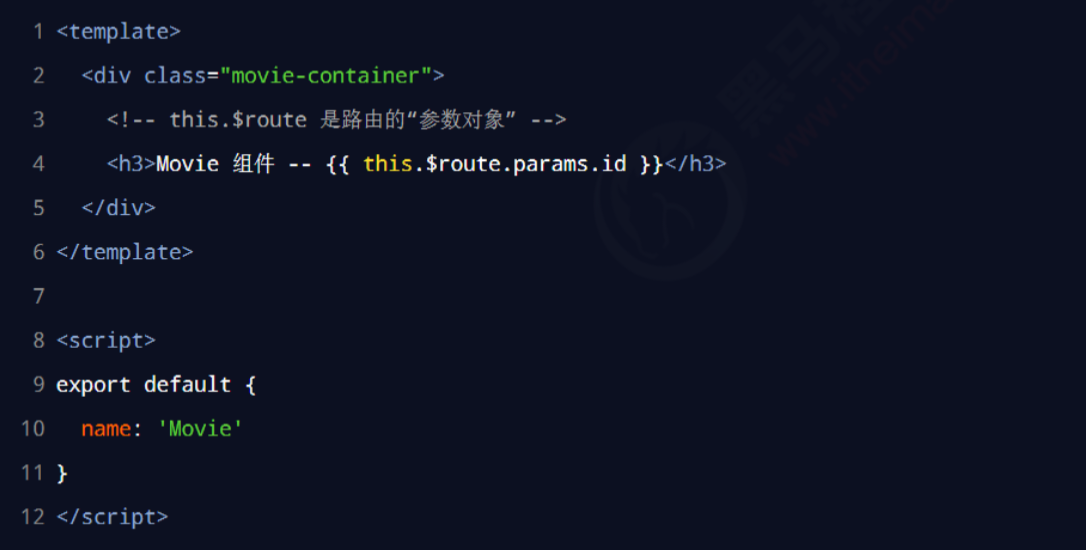 1 <template>
2 <div class="movie-container">
3 <!-- this.$route 是路由的“参数对象” -->
4 <h3>Movie 组件 -- {{ this.$route.params.id }}</h3>
5 </div>
6 </template>
7
8 <script>
9 export default {
10 name: 'Movie'
11 }
12 </script>